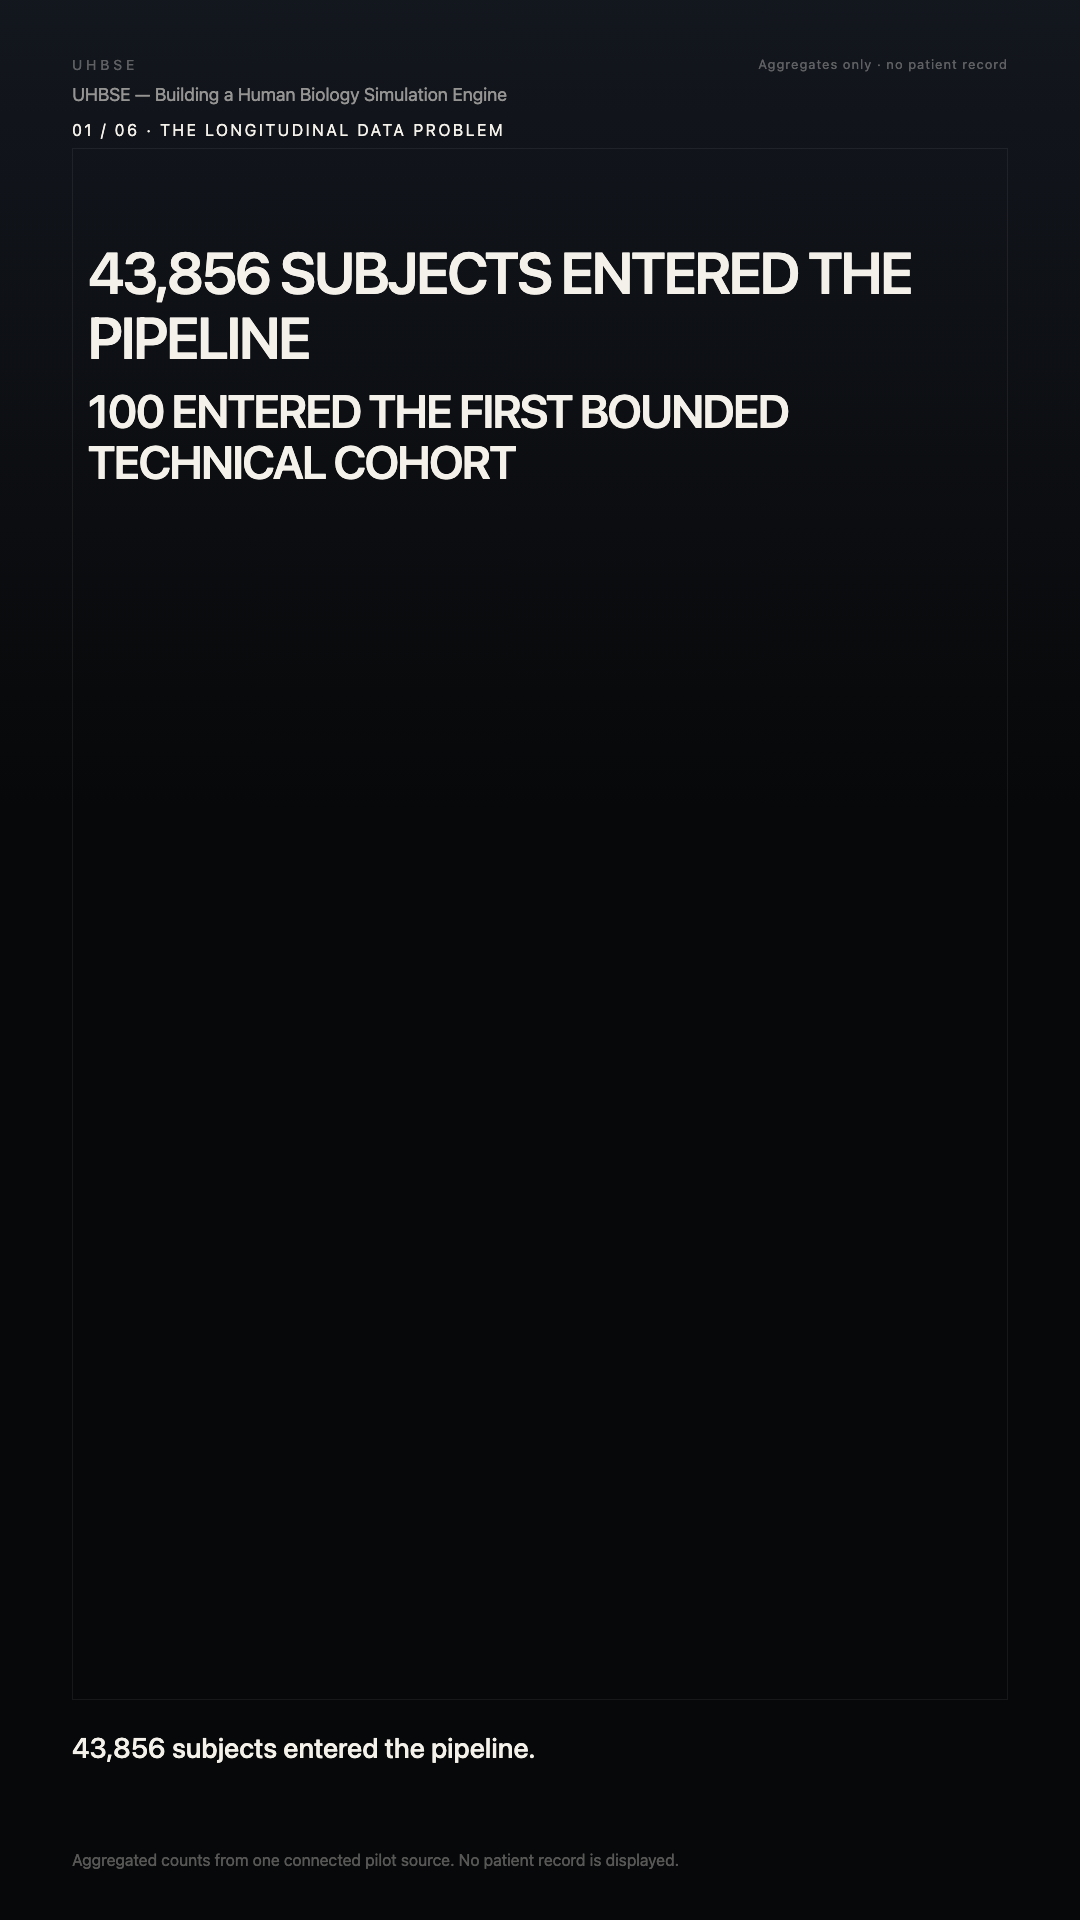 UHBSE
Aggregates only · no patient record
UHBSE — Building a Human Biology Simulation Engine
01 / 06 · THE LONGITUDINAL DATA PROBLEM
43,856 SUBJECTS ENTERED THE
PIPELINE
100 ENTERED THE FIRST BOUNDED
TECHNICAL COHORT
43,856 subjects entered the pipeline.
Aggregated counts from one connected pilot source. No patient record is displayed.